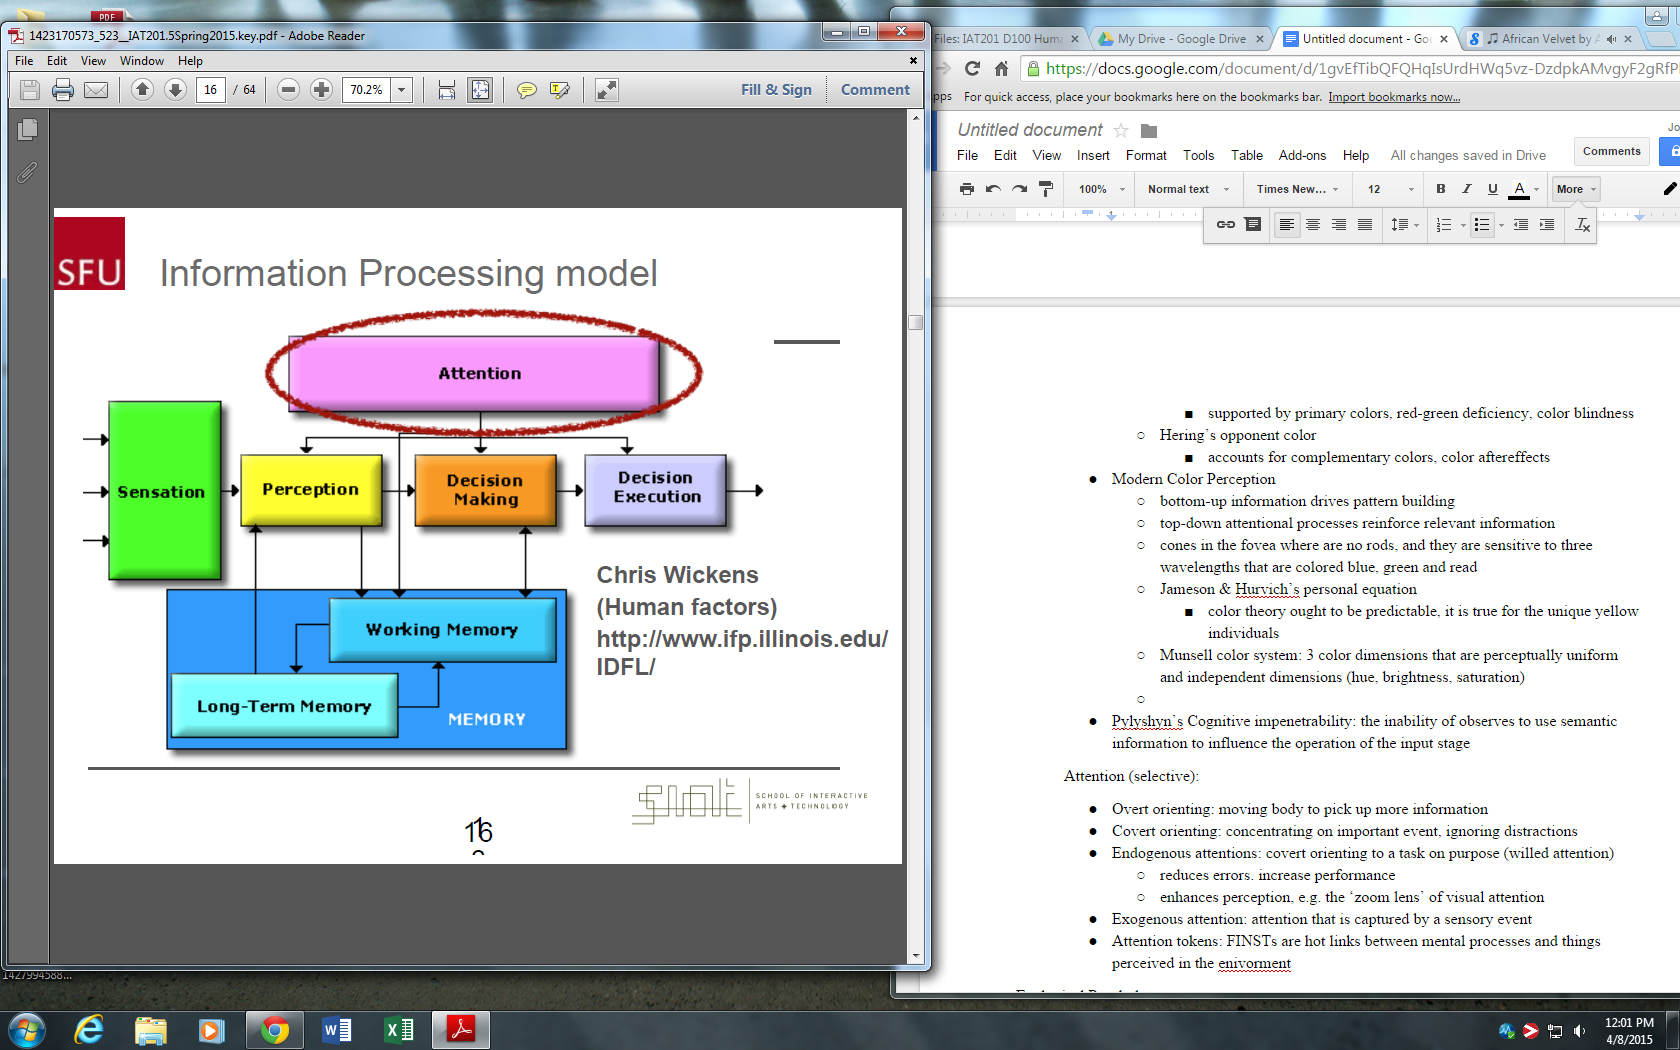 PDF
1423170573_523__IAT201.5Spring2015.key.pdf - Adobe Reader
File Edit View Window Help
16 / 64 70.2% Fill & Sign Comment
SFU
Information Processing model
Attention
Sensation
Perception
Decision
Making
Decision
Execution
Chris Wickens
(Human factors)
http://www.ifp.illinois.edu/
IDFL/
Working Memory
Long-Term Memory
MEMORY
SCHOOL OF INTERACTIVE
ARTS + TECHNOLOGY
16
1427994588...
Files: IAT201 D100 Huma
My Drive - Google Drive
Untitled document - Go
African Velvet by A
https://docs.google.com/document/d/1gvEfTibQFQHqIsUrdHWq5vz-DzdpkAMvgyF2gRfP
pps For quick access, place your bookmarks here on the bookmarks bar. Import bookmarks now...
Untitled document
Jo
File Edit View Insert Format Tools Table Add-ons Help All changes saved in Drive
Comments
100% Normal text Times New... 12 B I U A More
■ supported by primary colors, red-green deficiency, color blindness
○ Hering's opponent color
■ accounts for complementary colors, color aftereffects
● Modern Color Perception
○ bottom-up information drives pattern building
○ top-down attentional processes reinforce relevant information
○ cones in the fovea where are no rods, and they are sensitive to three
wavelengths that are colored blue, green and read
○ Jameson & Hurvich's personal equation
■ color theory ought to be predictable, it is true for the unique yellow
individuals
○ Munsell color system: 3 color dimensions that are perceptually uniform
and independent dimensions (hue, brightness, saturation)
○
● Pylyshyn's Cognitive impenetrability: the inability of observes to use semantic
information to influence the operation of the input stage
Attention (selective):
● Overt orienting: moving body to pick up more information
● Covert orienting: concentrating on important event, ignoring distractions
● Endogenous attentions: covert orienting to a task on purpose (willed attention)
○ reduces errors. increase performance
○ enhances perception, e.g. the 'zoom lens' of visual attention
● Exogenous attention: attention that is captured by a sensory event
● Attention tokens: FINSTs are hot links between mental processes and things
perceived in the enivorment
12:01 PM
4/8/2015